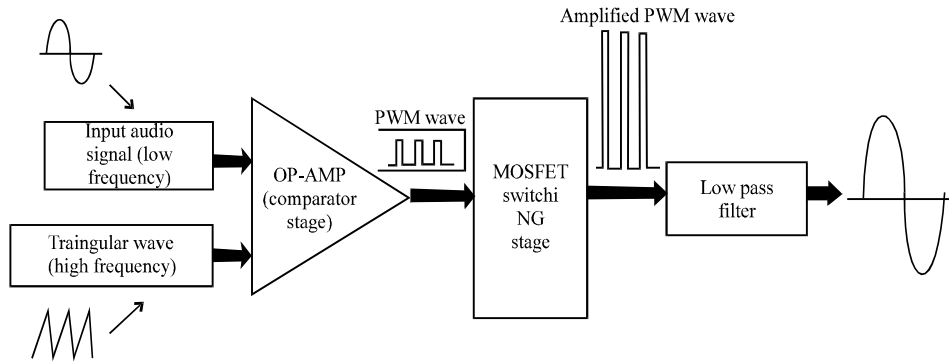 Amplified PWM wave
PWM wave
Input audio
signal (low
frequency)
OP-AMP
(comparator
stage)
MOSFET
switchi
NG
stage
Low pass
filter
Traingular wave
(high frequency)